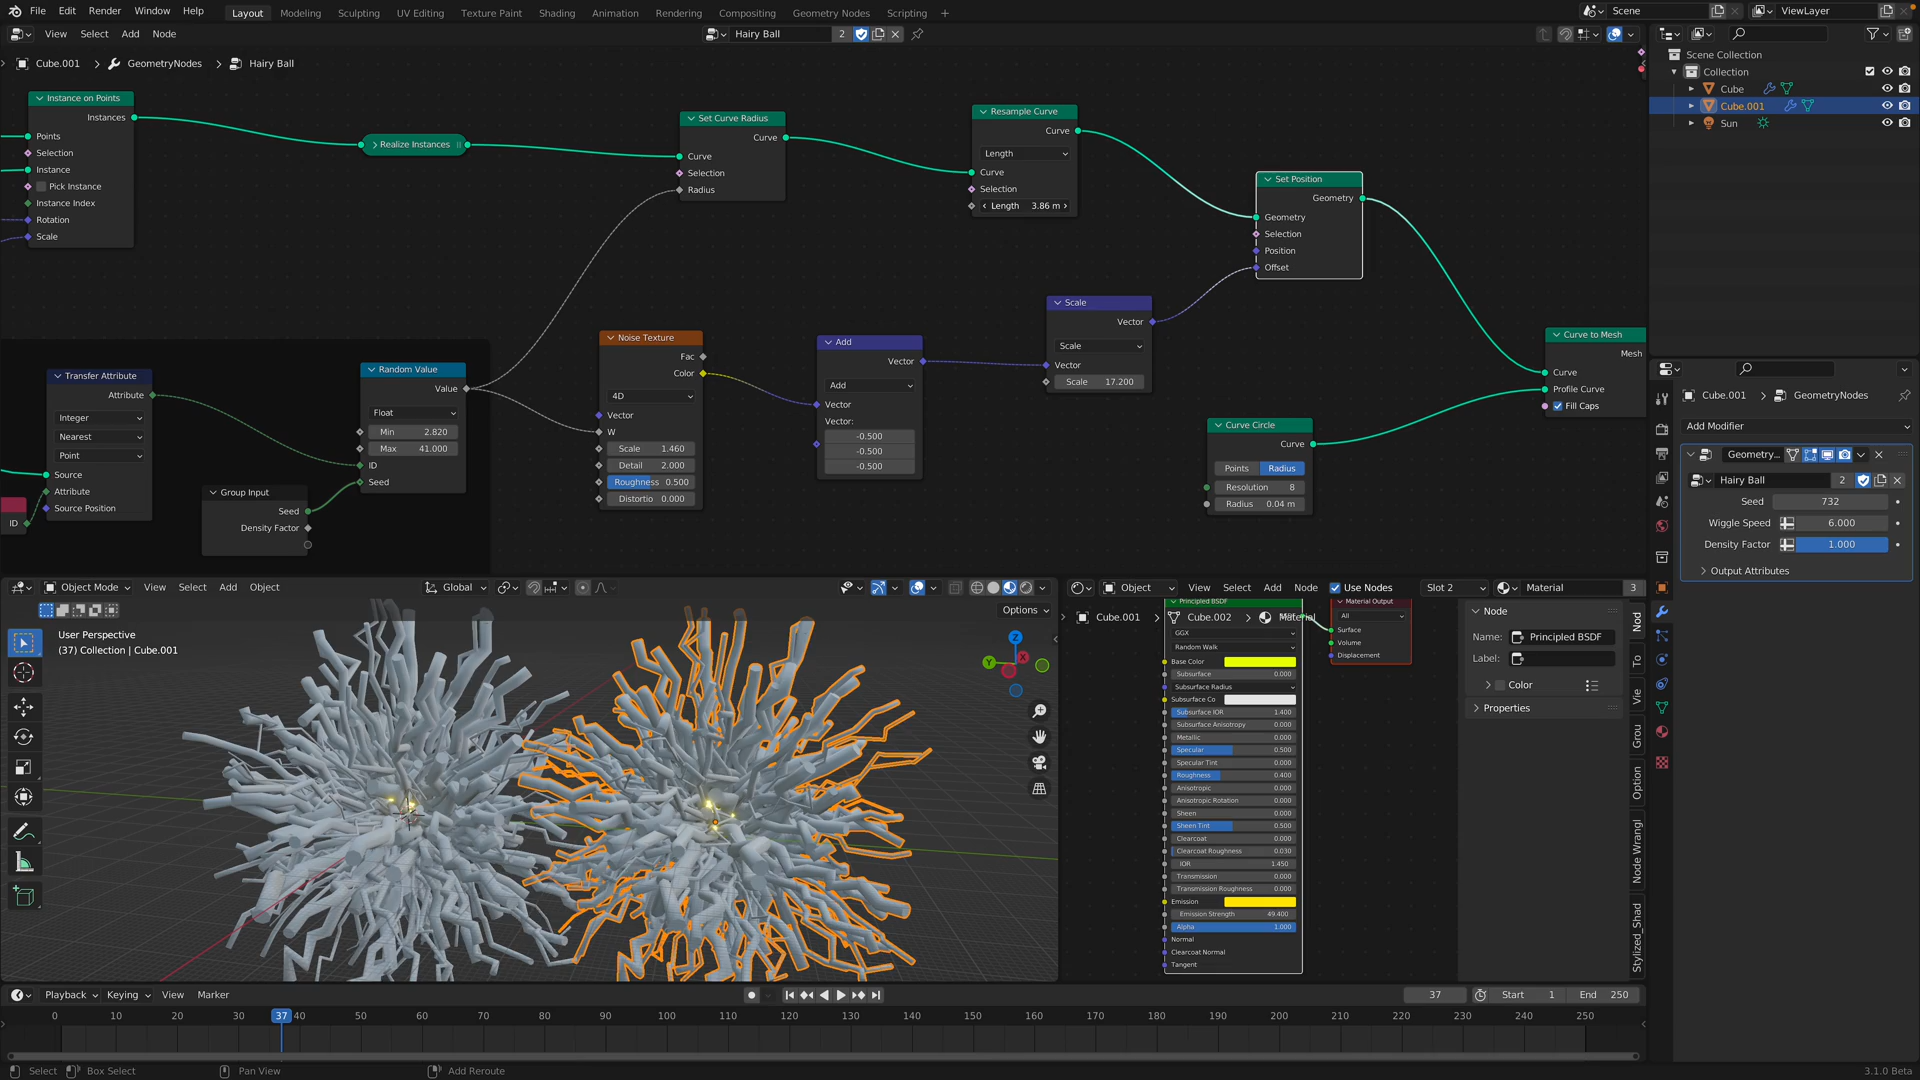 File Edit Render Window Help
Layout Modeling Sculpting UV Editing Texture Paint Shading Animation Rendering Compositing Geometry Nodes Scripting +
Scene
ViewLayer
View Select Add Node
Hairy Ball 2
Cube.001 > GeometryNodes > Hairy Ball
Instance on Points
Instances
Points
Selection
Instance
Pick Instance
Instance Index
Rotation
Scale
Realize Instances
Set Curve Radius
Curve
Curve
Selection
Radius
Resample Curve
Curve
Length
Curve
Selection
Length 3.86 m
Set Position
Geometry
Geometry
Selection
Position
Offset
Transfer Attribute
Attribute
Integer
Nearest
Point
Source
Attribute
Source Position
ID
Group Input
Seed
Density Factor
Random Value
Value
Float
Min 2.820
Max 41.000
ID
Seed
Noise Texture
Fac
Color
4D
Vector
W
Scale 1.460
Detail 2.000
Roughness 0.500
Distortio 0.000
Add
Vector
Add
Vector
Vector:
-0.500
-0.500
-0.500
Scale
Vector
Scale
Vector
Scale 17.200
Curve Circle
Curve
Points Radius
Resolution 8
Radius 0.04 m
Curve to Mesh
Mesh
Curve
Profile Curve
Fill Caps
Scene Collection
Collection
Cube
Cube.001
Sun
Cube.001 > GeometryNodes
Add Modifier
Geometry...
Hairy Ball 2
Seed 732
Wiggle Speed 6.000
Density Factor 1.000
Output Attributes
Object Mode View Select Add Object
Global
Options
User Perspective
(37) Collection | Cube.001
Z
Y
X
Object View Select Add Node Use Nodes Slot 2 Material 3
Cube.001 > Cube.002 > Material
Principled BSDF
GGX
Random Walk
Base Color
Subsurface 0.000
Subsurface Radius
Subsurface Co
Subsurface IOR 1.400
Subsurface Anisotropy 0.000
Metallic 0.000
Specular 0.500
Specular Tint 0.000
Roughness 0.400
Anisotropic 0.000
Anisotropic Rotation 0.000
Sheen 0.000
Sheen Tint 0.500
Clearcoat 0.000
Clearcoat Roughness 0.030
IOR 1.450
Transmission 0.000
Transmission Roughness 0.000
Emission
Emission Strength 49.400
Alpha 1.000
Normal
Clearcoat Normal
Tangent
Material Output
All
Surface
Volume
Displacement
Node
Name: Principled BSDF
Label:
Color
Properties
Nod
To
Vie
Grou
Option
Node Wrangl
Stylized_Shad
Playback Keying View Marker
37 Start 1 End 250
0 10 20 30 37 40 50 60 70 80 90 100 110 120 130 140 150 160 170 180 190 200 210 220 230 240 250
Select Box Select Pan View Add Reroute
3.1.0 Beta